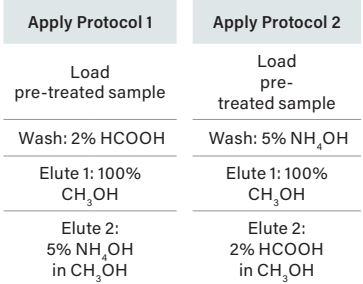 Apply Protocol 1
Load
pre-treated sample
Wash: 2% HCOOH
Elute 1: 100%
CH₃OH
Elute 2:
5% NH₄OH
in CH₃OH
Apply Protocol 2
Load
pre-
treated sample
Wash: 5% NH₄OH
Elute 1: 100%
CH₃OH
Elute 2:
2% HCOOH
in CH₃OH